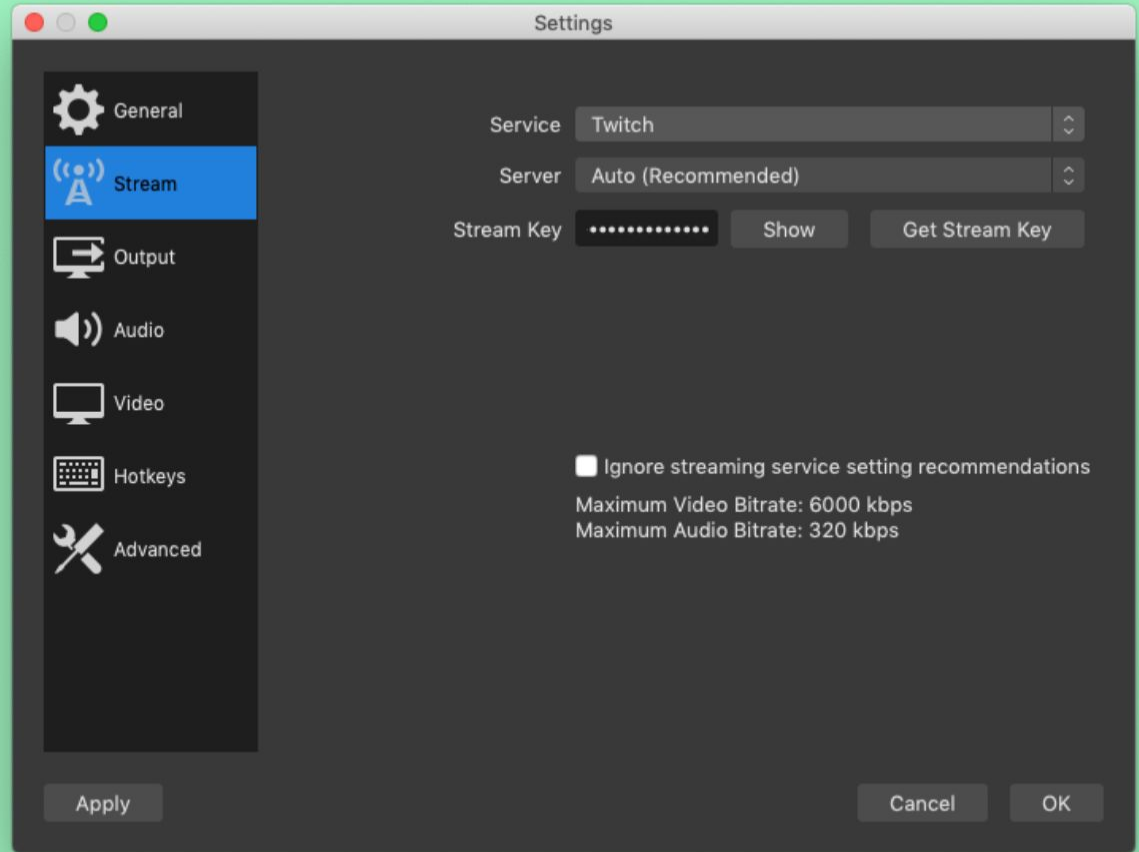 Settings
General
Stream
Output
Audio
Video
Hotkeys
Advanced
Service Twitch
Server Auto (Recommended)
Stream Key ••••••••••••• Show Get Stream Key
Ignore streaming service setting recommendations
Maximum Video Bitrate: 6000 kbps
Maximum Audio Bitrate: 320 kbps
Apply Cancel OK